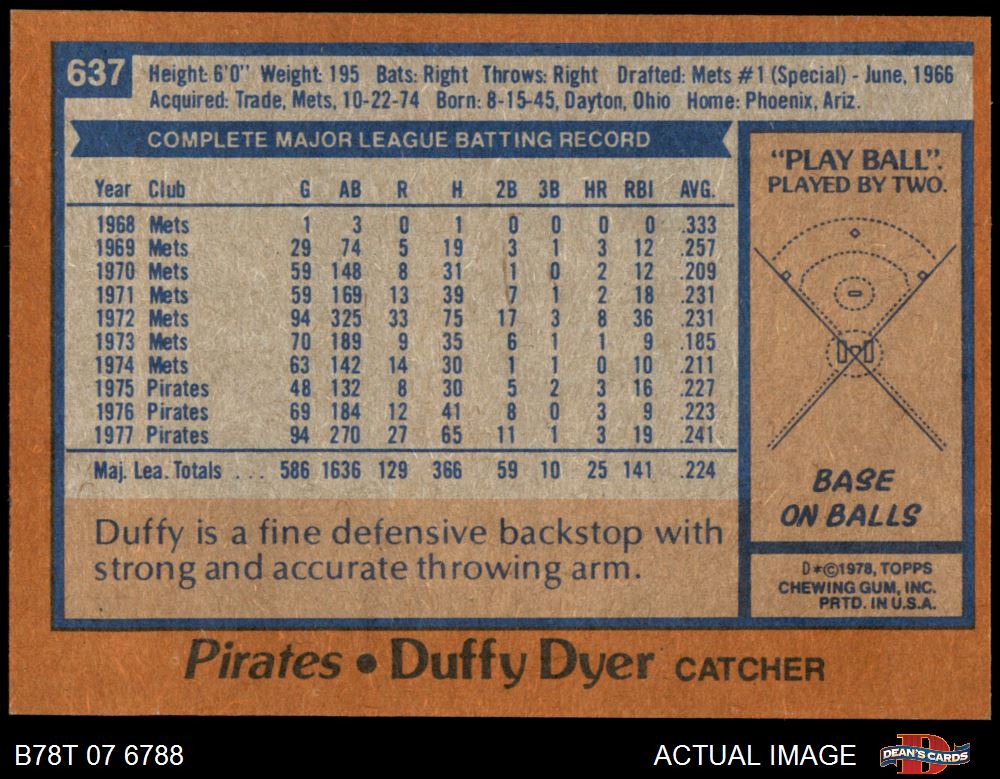 637
Height: 6'0" Weight: 195 Bats: Right Throws: Right Drafted: Mets #1 (Special) - June, 1966
Acquired: Trade, Mets, 10-22-74 Born: 8-15-45, Dayton, Ohio Home: Phoenix, Ariz.
COMPLETE MAJOR LEAGUE BATTING RECORD
Year Club G AB R H 2B 3B HR RBI AVG.
1968 Mets 1 3 0 1 0 0 0 0 .333
1969 Mets 29 74 5 19 3 1 3 12 .257
1970 Mets 59 148 8 31 1 0 2 12 .209
1971 Mets 59 169 13 39 7 1 2 18 .231
1972 Mets 94 325 33 75 17 3 8 36 .231
1973 Mets 70 189 9 35 6 1 1 9 .185
1974 Mets 63 142 14 30 1 1 0 10 .211
1975 Pirates 48 132 8 30 5 2 3 16 .227
1976 Pirates 69 184 12 41 8 0 3 9 .223
1977 Pirates 94 270 27 65 11 1 3 19 .241
Maj. Lea. Totals . . . 586 1636 129 366 59 10 25 141 .224
Duffy is a fine defensive backstop with
strong and accurate throwing arm.
"PLAY BALL".
PLAYED BY TWO.
BASE
ON BALLS
D*©1978, TOPPS
CHEWING GUM, INC.
PRTD. IN U.S.A.
Pirates • Duffy Dyer CATCHER
B78T 07 6788
ACTUAL IMAGE
DEAN'S CARDS